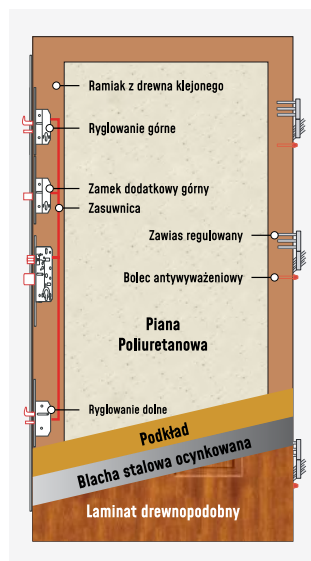 Ramiak z drewna klejonego
Ryglowanie górne
Zamek dodatkowy górny
Zasuwnica
Zawias regulowany
Bolec antywyważeniowy
Piana
Poliuretanowa
Ryglowanie dolne
Podkład
Blacha stalowa ocynkowana
Laminat drewnopodobny